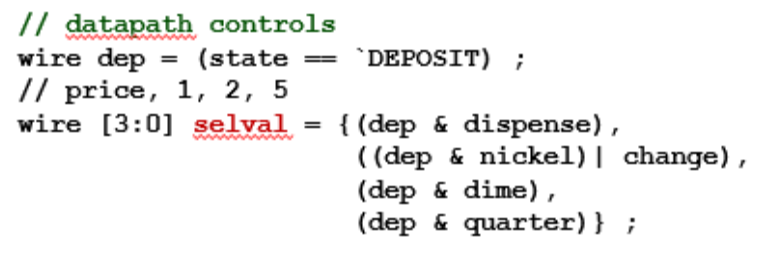 // datapath controls
wire dep = (state == `DEPOSIT) ;
// price, 1, 2, 5
wire [3:0] selval = {(dep & dispense),
((dep & nickel)| change),
(dep & dime),
(dep & quarter)} ;